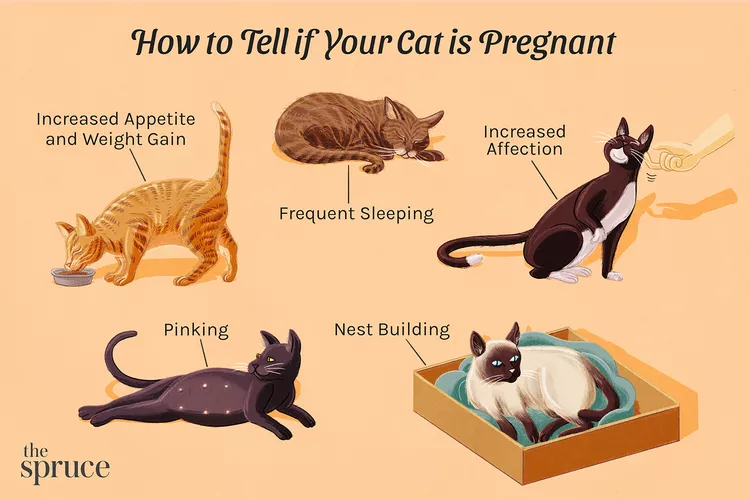 How to Tell if Your Cat is Pregnant
Increased Appetite
and Weight Gain
Frequent Sleeping
Increased
Affection
Pinking
Nest Building
the
spruce